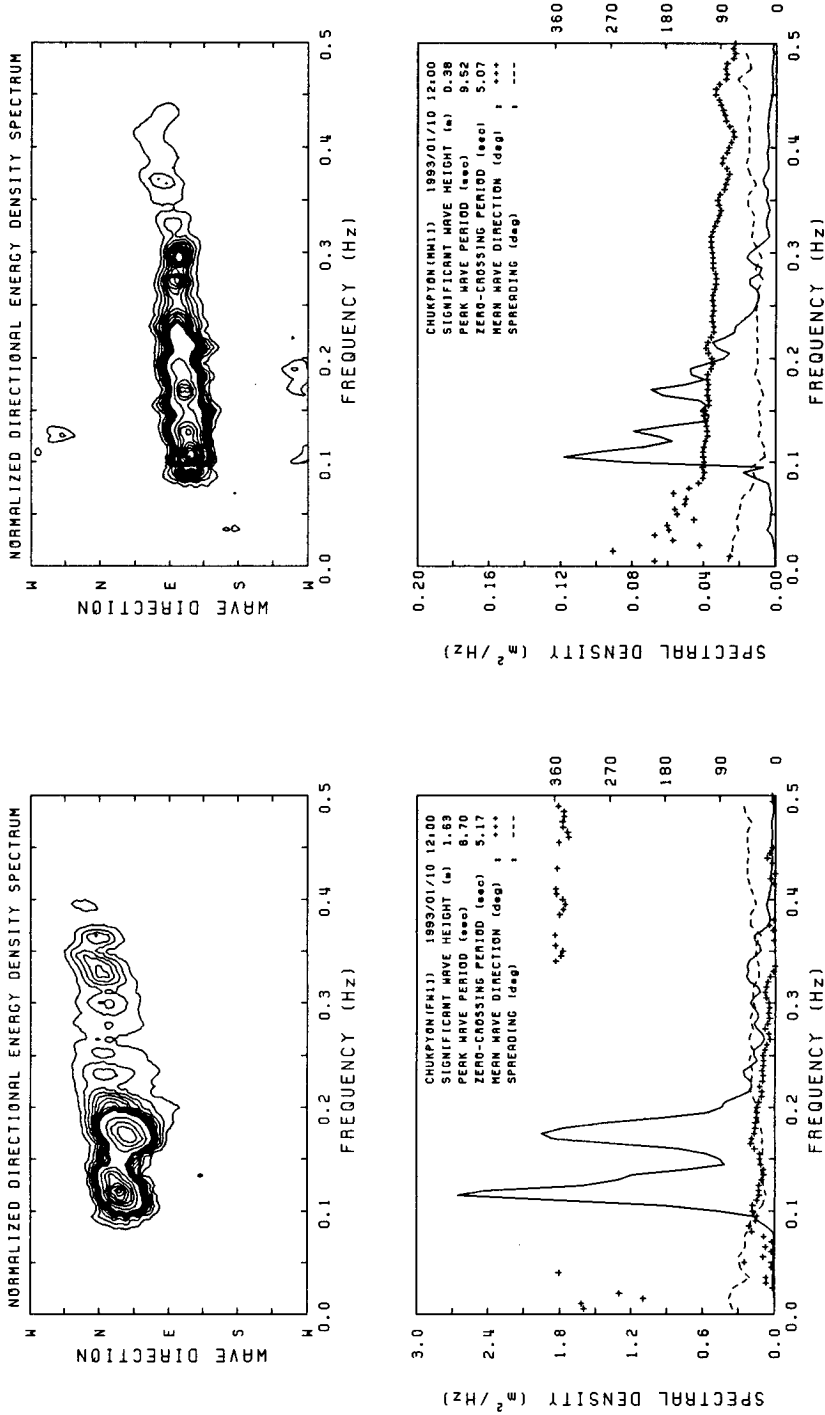 NORMALIZED DIRECTIONAL ENERGY DENSITY SPECTRUM
W
N
E
S
W
WAVE DIRECTION
0.0 0.1 0.2 0.3 0.4 0.5
FREQUENCY (Hz)
3.0
2.4
1.8
1.2
0.6
0.0
SPECTRAL DENSITY (m²/Hz)
CHUKPYON(FW1) 1993/01/10 12:00
SIGNIFICANT WAVE HEIGHT (m) 1.63
PEAK WAVE PERIOD (sec) 8.70
ZERO-CROSSING PERIOD (sec) 5.17
MEAN WAVE DIRECTION (deg) : +++
SPREADING (deg) : ---
360
270
180
90
0
0.0 0.1 0.2 0.3 0.4 0.5
FREQUENCY (Hz)
NORMALIZED DIRECTIONAL ENERGY DENSITY SPECTRUM
W
N
E
S
W
WAVE DIRECTION
0.0 0.1 0.2 0.3 0.4 0.5
FREQUENCY (Hz)
0.20
0.16
0.12
0.08
0.04
0.00
SPECTRAL DENSITY (m²/Hz)
CHUKPYON(MW1) 1993/01/10 12:00
SIGNIFICANT WAVE HEIGHT (m) 0.38
PEAK WAVE PERIOD (sec) 9.52
ZERO-CROSSING PERIOD (sec) 5.07
MEAN WAVE DIRECTION (deg) : +++
SPREADING (deg) : ---
360
270
180
90
0
0.0 0.1 0.2 0.3 0.4 0.5
FREQUENCY (Hz)